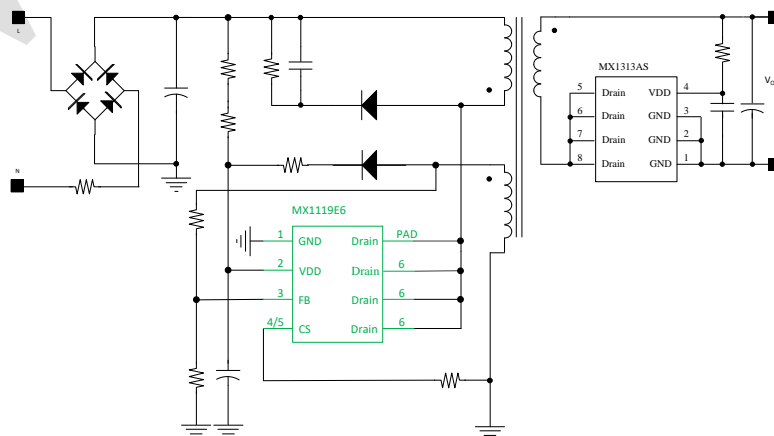 L
N
MX1119E6
1 GND Drain PAD
2 VDD Drain 6
3 FB Drain 6
4/5 CS Drain 6
MX1313AS
5 Drain VDD 4
6 Drain GND 3
7 Drain GND 2
8 Drain GND 1